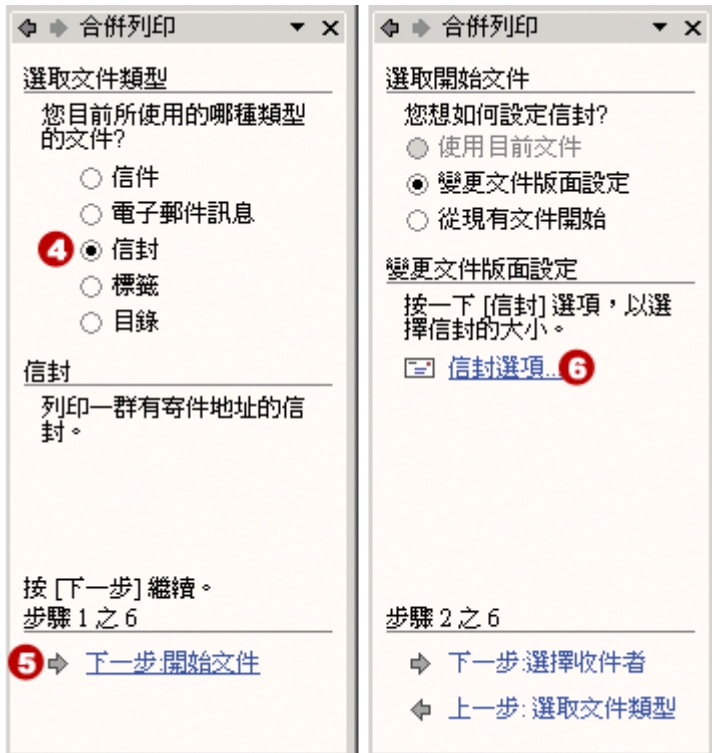 合併列印
選取文件類型
您目前所使用的哪種類型
的文件?
信件
電子郵件訊息
4 信封
標籤
目錄
信封
列印一群有寄件地址的信
封。
按 [下一步] 繼續。
步驟 1 之 6
5 下一步:開始文件
合併列印
選取開始文件
您想如何設定信封?
使用目前文件
變更文件版面設定
從現有文件開始
變更文件版面設定
按一下 [信封] 選項，以選
擇信封的大小。
信封選項... 6
步驟 2 之 6
下一步:選擇收件者
上一步: 選取文件類型